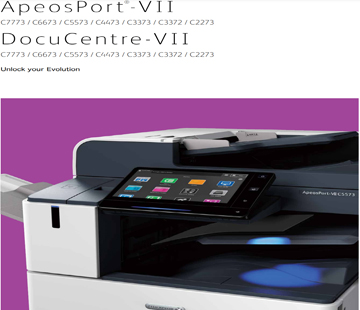 ApeosPort®-VII
C7773 / C6673 / C5573 / C4473 / C3373 / C3372 / C2273
DocuCentre-VII
C7773 / C6673 / C5573 / C4473 / C3373 / C3372 / C2273
Unlock your Evolution
ApeosPort-VII C5573